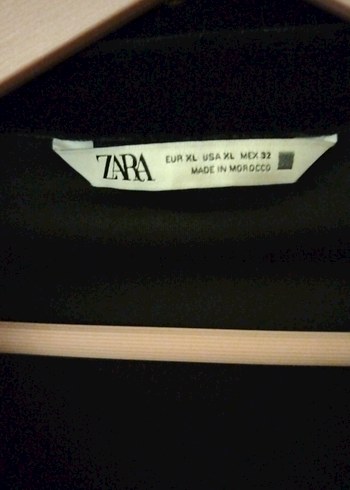 ZARA
EUR XL USA XL MEX 32
MADE IN MOROCCO